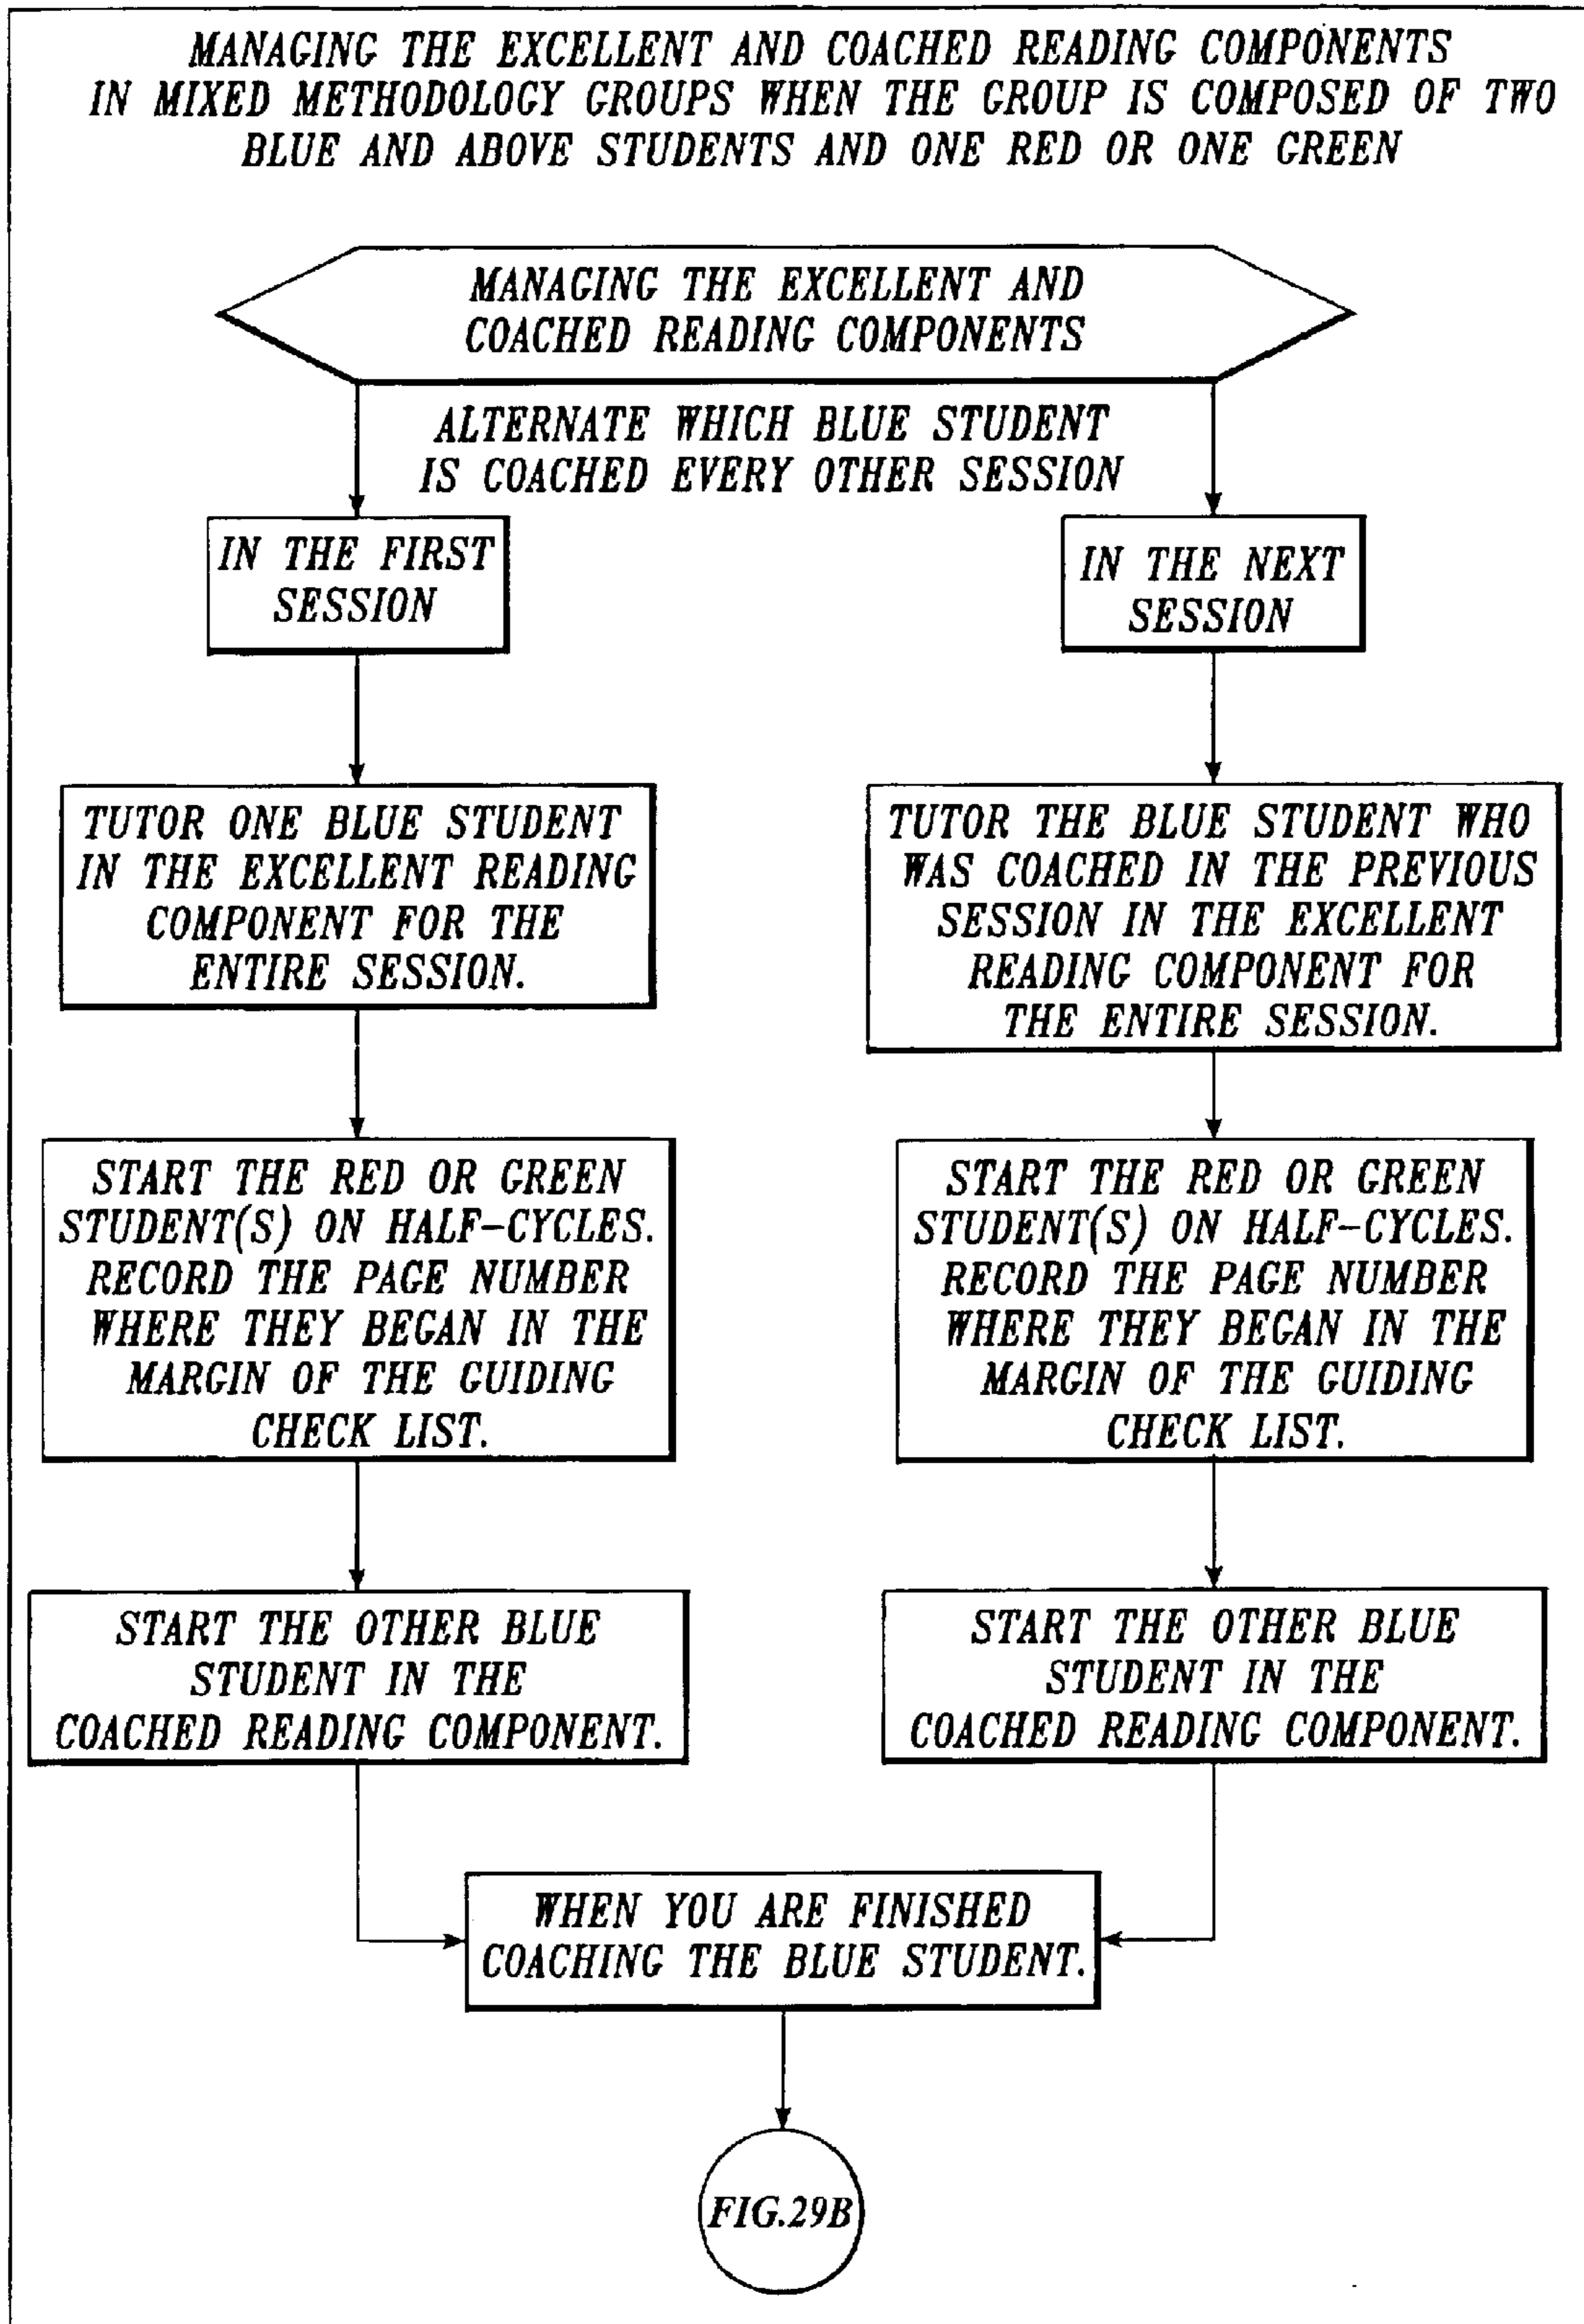 MANAGING THE EXCELLENT AND COACHED READING COMPONENTS
IN MIXED METHODOLOGY GROUPS WHEN THE GROUP IS COMPOSED OF TWO
BLUE AND ABOVE STUDENTS AND ONE RED OR ONE GREEN
MANAGING THE EXCELLENT AND
COACHED READING COMPONENTS
ALTERNATE WHICH BLUE STUDENT
IS COACHED EVERY OTHER SESSION
IN THE FIRST
SESSION
IN THE NEXT
SESSION
TUTOR ONE BLUE STUDENT
IN THE EXCELLENT READING
COMPONENT FOR THE
ENTIRE SESSION.
TUTOR THE BLUE STUDENT WHO
WAS COACHED IN THE PREVIOUS
SESSION IN THE EXCELLENT
READING COMPONENT FOR
THE ENTIRE SESSION.
START THE RED OR GREEN
STUDENT(S) ON HALF-CYCLES.
RECORD THE PAGE NUMBER
WHERE THEY BEGAN IN THE
MARGIN OF THE GUIDING
CHECK LIST.
START THE RED OR GREEN
STUDENT(S) ON HALF-CYCLES.
RECORD THE PAGE NUMBER
WHERE THEY BEGAN IN THE
MARGIN OF THE GUIDING
CHECK LIST.
START THE OTHER BLUE
STUDENT IN THE
COACHED READING COMPONENT.
START THE OTHER BLUE
STUDENT IN THE
COACHED READING COMPONENT.
WHEN YOU ARE FINISHED
COACHING THE BLUE STUDENT.
FIG.29B